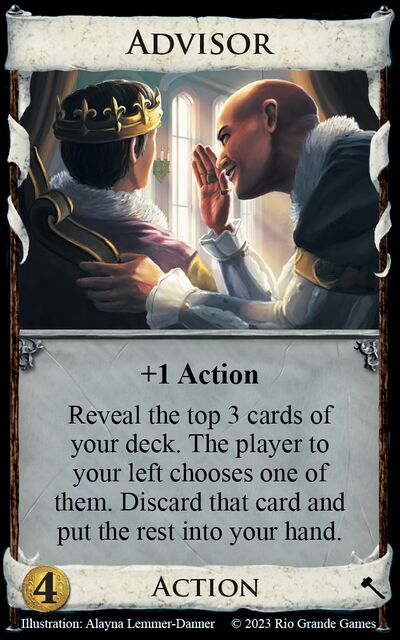 ADVISOR
+1 Action
Reveal the top 3 cards of
your deck. The player to
your left chooses one of
them. Discard that card and
put the rest into your hand.
4 ACTION
Illustration: Alayna Lemmer-Danner © 2023 Rio Grande Games